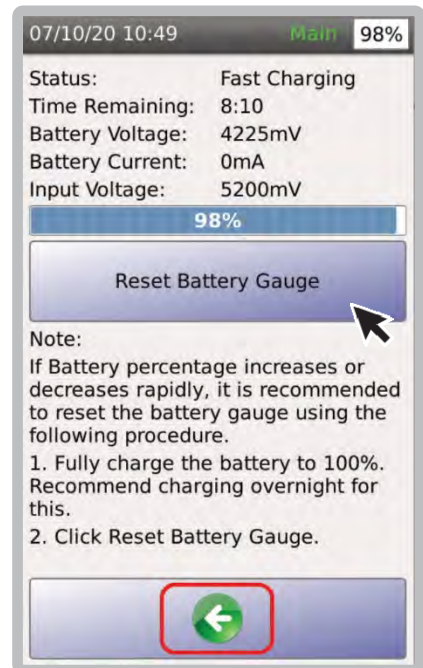 07/10/20 10:49 Main 98%
Status: Fast Charging
Time Remaining: 8:10
Battery Voltage: 4225mV
Battery Current: 0mA
Input Voltage: 5200mV
98%
Reset Battery Gauge
Note:
If Battery percentage increases or
decreases rapidly, it is recommended
to reset the battery gauge using the
following procedure.
1. Fully charge the battery to 100%.
Recommend charging overnight for
this.
2. Click Reset Battery Gauge.